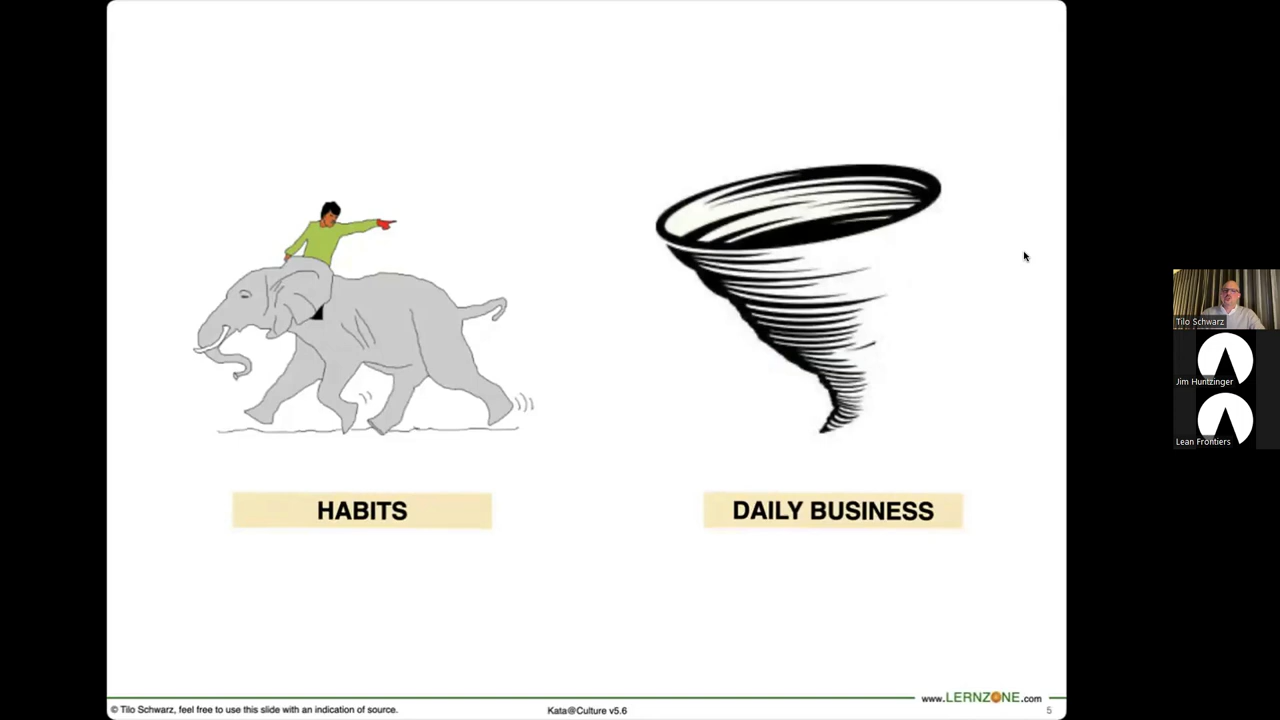 HABITS
DAILY BUSINESS
Tilo Schwarz
Jim Huntzinger
Lean Frontiers
www.LERNZONE.com
© Tilo Schwarz, feel free to use this slide with an indication of source.
Kata@Culture v5.6
5